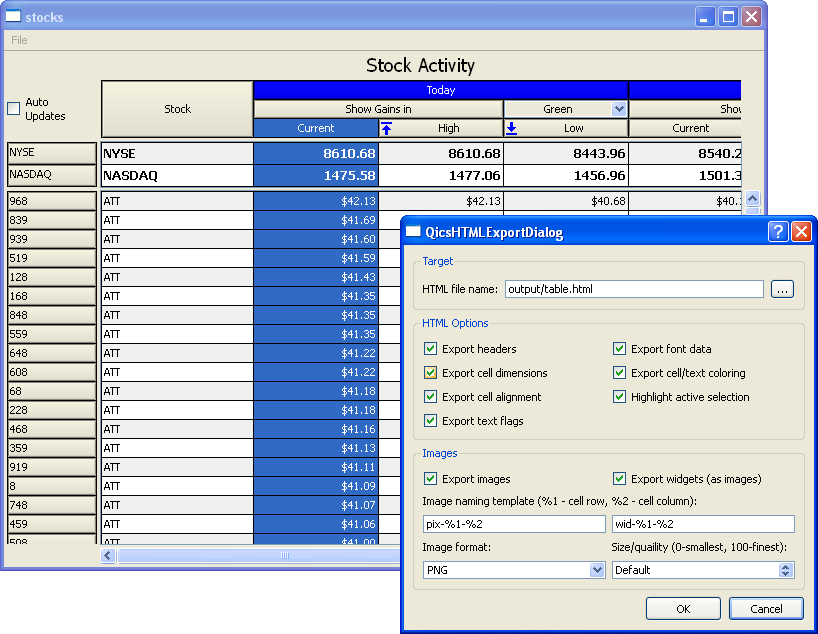 stocks
File
Stock Activity
Auto
Updates
Stock
Today
Show Gains in
Green
Current
High
Low
Current
NYSE
NYSE 8610.68 8610.68 8443.96 8540.2
NASDAQ
NASDAQ 1475.58 1477.06 1456.96 1501.3
968 ATT $42.13 $42.13 $40.68 $40.
839 ATT $41.69
939 ATT $41.60
519 ATT $41.59
128 ATT $41.43
168 ATT $41.35
848 ATT $41.35
559 ATT $41.35
648 ATT $41.22
608 ATT $41.22
68 ATT $41.18
228 ATT $41.18
468 ATT $41.16
359 ATT $41.13
919 ATT $41.11
8 ATT $41.09
748 ATT $41.07
459 ATT $41.06
508 ATT $41.00
QicsHTMLExportDialog
Target
HTML file name: output/table.html ...
HTML Options
Export headers
Export font data
Export cell dimensions
Export cell/text coloring
Export cell alignment
Highlight active selection
Export text flags
Images
Export images
Export widgets (as images)
Image naming template (%1 - cell row, %2 - cell column):
pix-%1-%2
wid-%1-%2
Image format:
Size/quaility (0-smallest, 100-finest):
PNG
Default
OK
Cancel